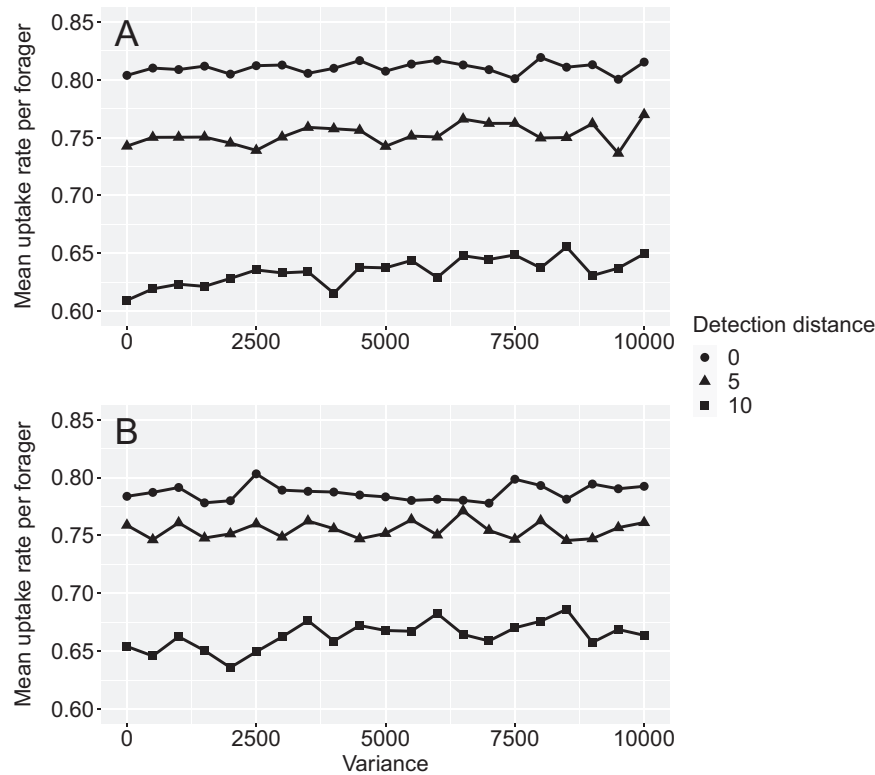 A
Mean uptake rate per forager
0.85
0.80
0.75
0.70
0.65
0.60
0 2500 5000 7500 10000
Detection distance
0
5
10
B
Mean uptake rate per forager
0.85
0.80
0.75
0.70
0.65
0.60
0 2500 5000 7500 10000
Variance